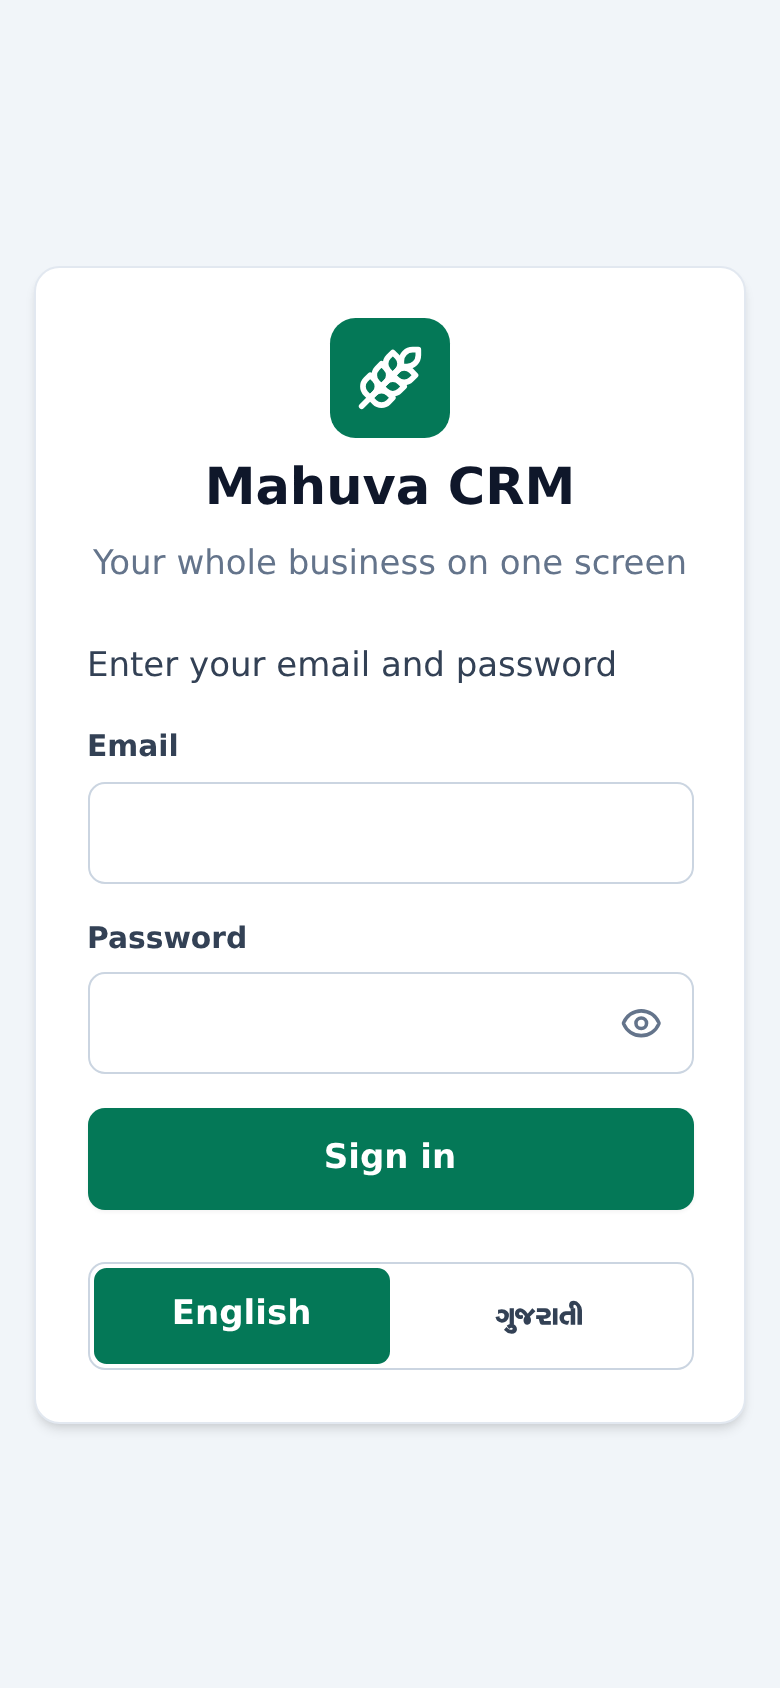 Mahuva CRM
Your whole business on one screen
Enter your email and password
Email
Password
Sign in
English
ગુજરાતી